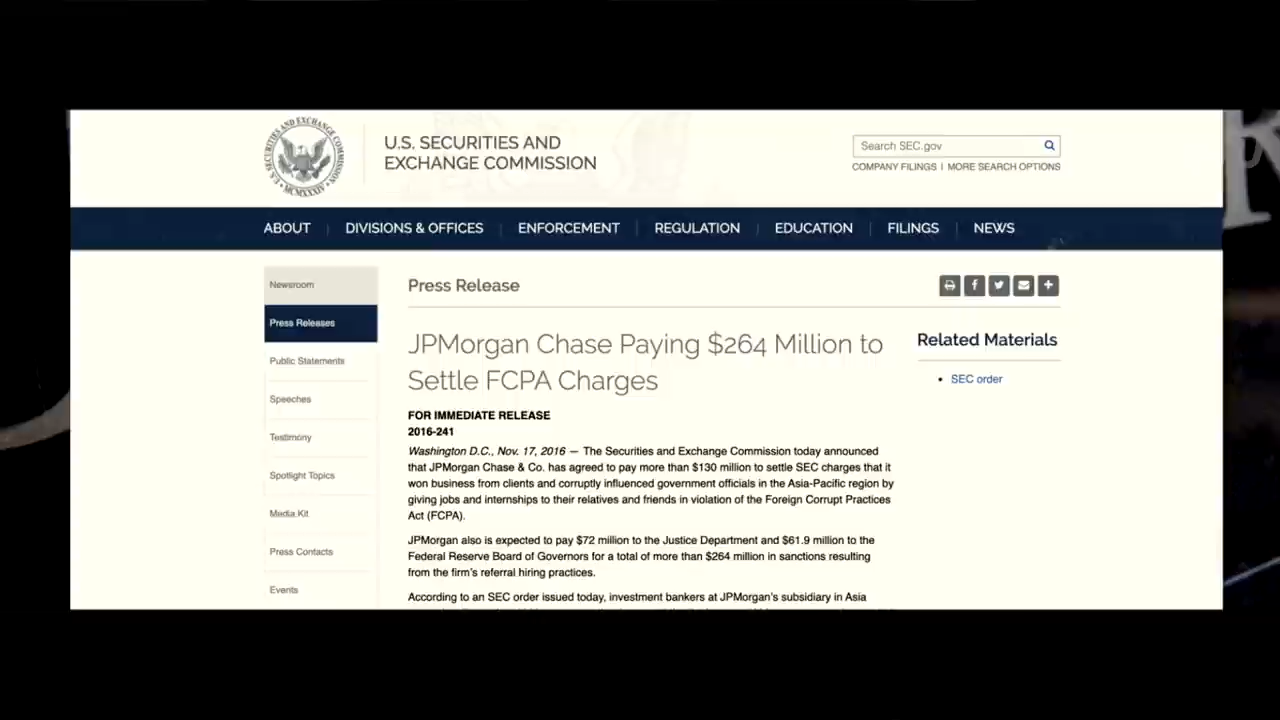 U.S. SECURITIES AND
EXCHANGE COMMISSION
Search SEC.gov
COMPANY FILINGS | MORE SEARCH OPTIONS
ABOUT | DIVISIONS & OFFICES | ENFORCEMENT | REGULATION | EDUCATION | FILINGS | NEWS
Newsroom
Press Releases
Public Statements
Speeches
Testimony
Spotlight Topics
Media Kit
Press Contacts
Events
Press Release
JPMorgan Chase Paying $264 Million to
Settle FCPA Charges
FOR IMMEDIATE RELEASE
2016-241
Washington D.C., Nov. 17, 2016 — The Securities and Exchange Commission today announced
that JPMorgan Chase & Co. has agreed to pay more than $130 million to settle SEC charges that it
won business from clients and corruptly influenced government officials in the Asia-Pacific region by
giving jobs and internships to their relatives and friends in violation of the Foreign Corrupt Practices
Act (FCPA).
JPMorgan also is expected to pay $72 million to the Justice Department and $61.9 million to the
Federal Reserve Board of Governors for a total of more than $264 million in sanctions resulting
from the firm's referral hiring practices.
According to an SEC order issued today, investment bankers at JPMorgan's subsidiary in Asia
Related Materials
SEC order